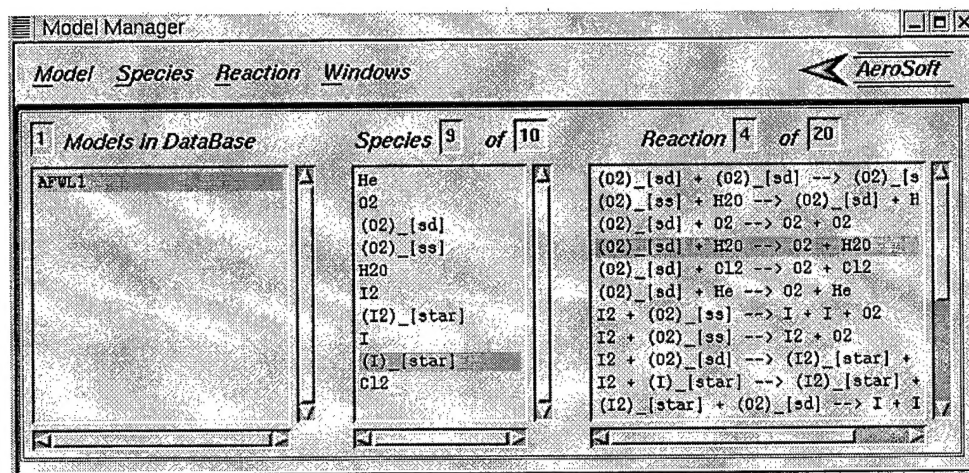 Model Manager
Model Species Reaction Windows AeroSoft
1 Models in DataBase Species 9 of 10 Reaction 4 of 20
AFWL1
He
O2
(O2)_[sd]
(O2)_[ss]
H2O
I2
(I2)_[star]
I
(I)_[star]
Cl2
(O2)_[sd] + (O2)_[sd] --> (O2)_[s
(O2)_[ss] + H2O --> (O2)_[sd] + H
(O2)_[sd] + O2 --> O2 + O2
(O2)_[sd] + H2O --> O2 + H2O
(O2)_[sd] + Cl2 --> O2 + Cl2
(O2)_[sd] + He --> O2 + He
I2 + (O2)_[ss] --> I + I + O2
I2 + (O2)_[ss] --> I2 + O2
I2 + (O2)_[sd] --> (I2)_[star] +
I2 + (I)_[star] --> (I2)_[star] +
(I2)_[star] + (O2)_[sd] --> I + I